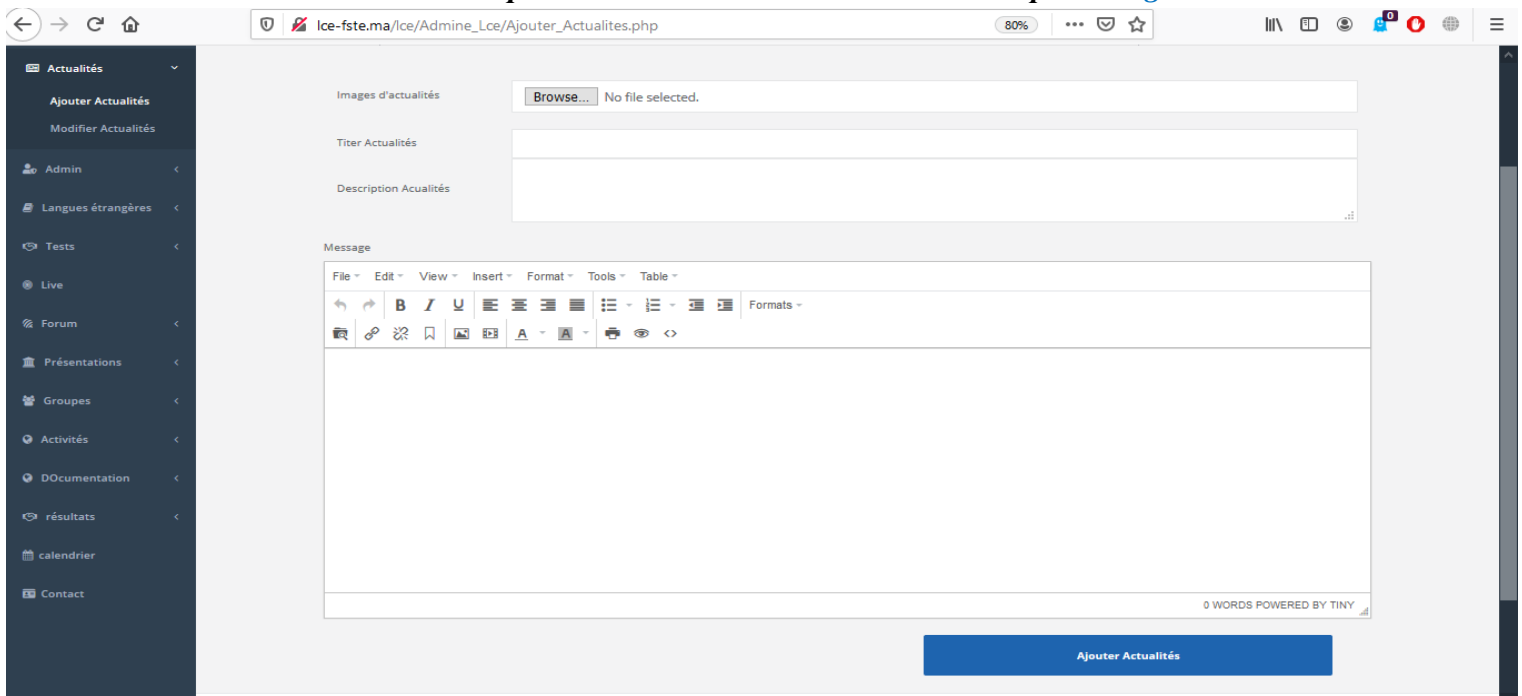 lce-fste.ma/lce/Admine_Lce/Ajouter_Actualites.php
80%
0
Actualités
Ajouter Actualités
Modifier Actualités
Admin
Langues étrangères
Tests
Live
Forum
Présentations
Groupes
Activités
DOcumentation
résultats
calendrier
Contact
Images d'actualités
Browse... No file selected.
Titer Actualités
Description Acualités
Message
File Edit View Insert Format Tools Table
B I U Formats
A A
0 WORDS POWERED BY TINY
Ajouter Actualités